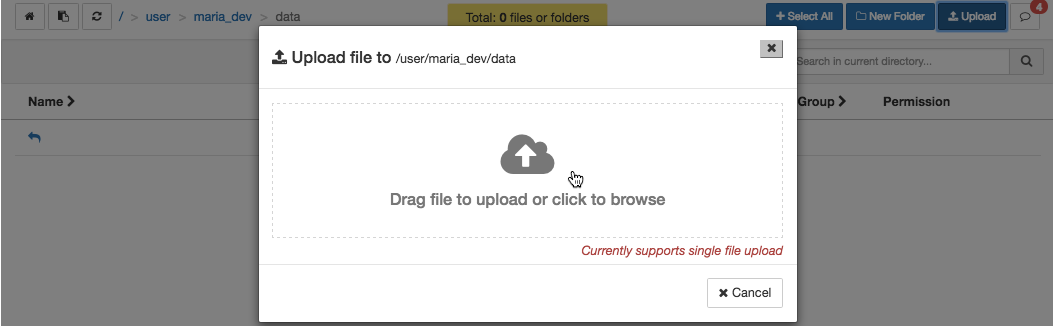 / > user > maria_dev > data
Total: 0 files or folders
Select All
New Folder
Upload
4
Upload file to /user/maria_dev/data
Search in current directory...
Name
Group
Permission
Drag file to upload or click to browse
Currently supports single file upload
Cancel